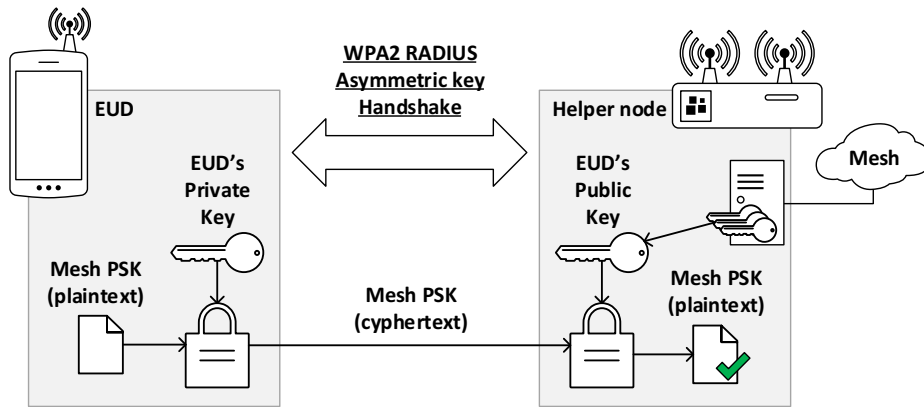 WPA2 RADIUS
Asymmetric key
Handshake
EUD
Helper node
Mesh
EUD's
Private
Key
EUD's
Public
Key
Mesh PSK
(plaintext)
Mesh PSK
(cyphertext)
Mesh PSK
(plaintext)